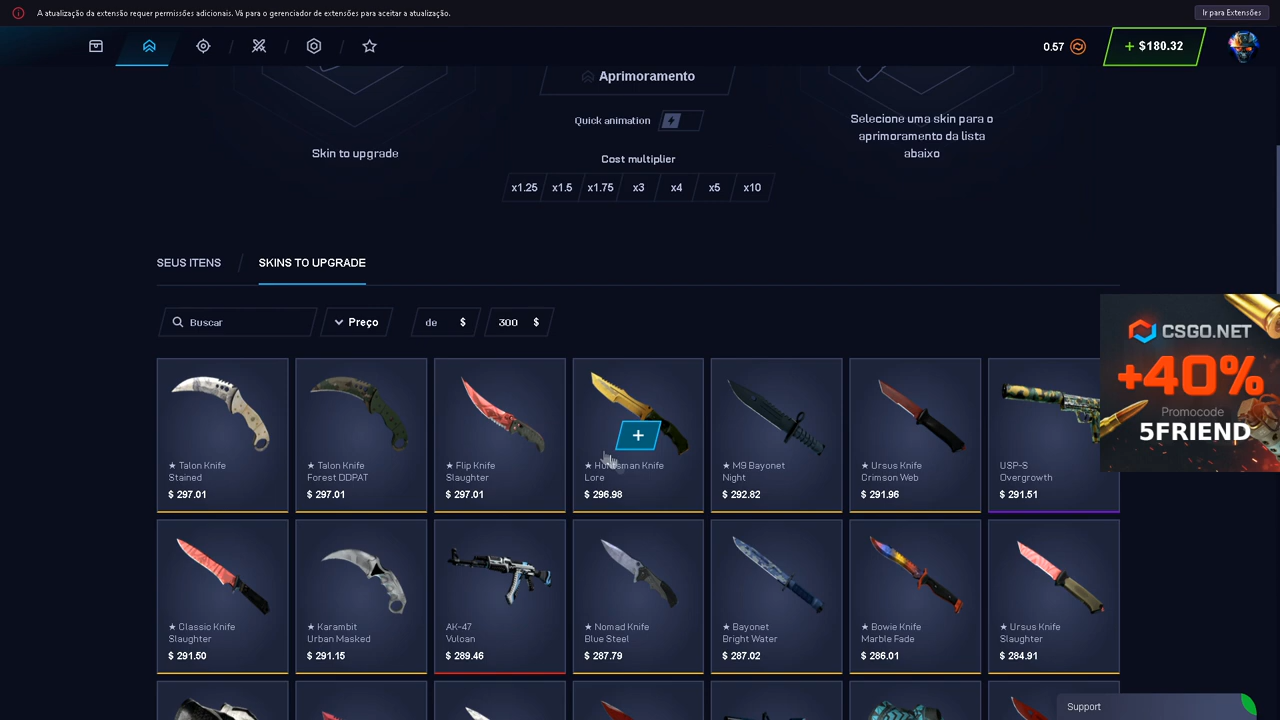 A atualização da extensão requer permissões adicionais. Vá para o gerenciador de extensões para aceitar a atualização.
Ir para Extensões
0.57
+ $180.32
Aprimoramento
Quick animation
Skin to upgrade
Selecione uma skin para o
aprimoramento da lista
abaixo
Cost multiplier
x1.25 x1.5 x1.75 x3 x4 x5 x10
SEUS ITENS
SKINS TO UPGRADE
Buscar
Preço
de $
300 $
CSGO.NET
+40%
Promocode
5FRIEND
★ Talon Knife
Stained
$ 297.01
★ Talon Knife
Forest DDPAT
$ 297.01
★ Flip Knife
Slaughter
$ 297.01
★ Huntsman Knife
Lore
$ 296.98
★ M9 Bayonet
Night
$ 292.82
★ Ursus Knife
Crimson Web
$ 291.96
USP-S
Overgrowth
$ 291.51
★ Classic Knife
Slaughter
$ 291.50
★ Karambit
Urban Masked
$ 291.15
AK-47
Vulcan
$ 289.46
★ Nomad Knife
Blue Steel
$ 287.79
★ Bayonet
Bright Water
$ 287.02
★ Bowie Knife
Marble Fade
$ 286.01
★ Ursus Knife
Slaughter
$ 284.91
Support